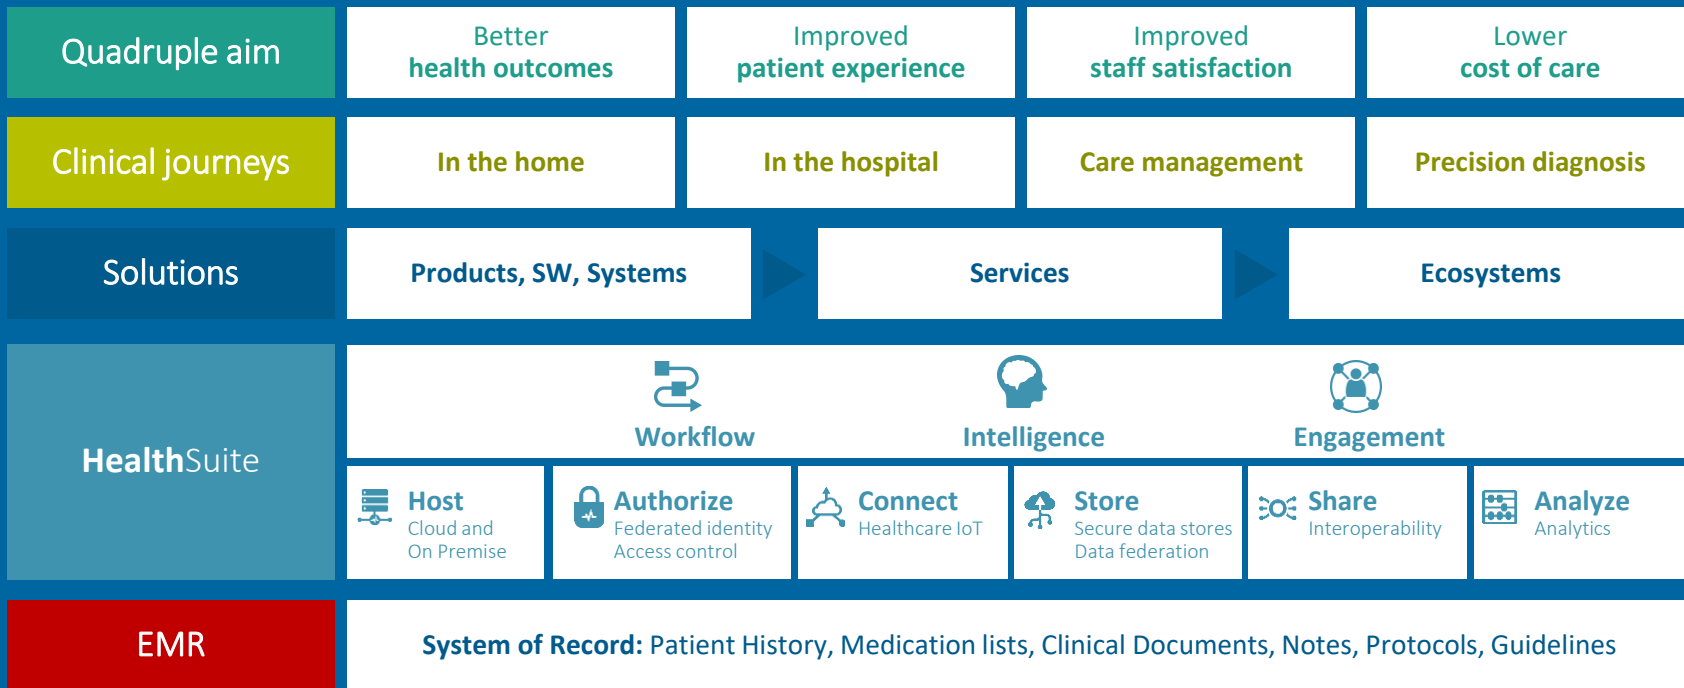 Quadruple aim
Better
health outcomes
Improved
patient experience
Improved
staff satisfaction
Lower
cost of care
Clinical journeys
In the home
In the hospital
Care management
Precision diagnosis
Solutions
Products, SW, Systems
Services
Ecosystems
HealthSuite
Workflow
Intelligence
Engagement
Host
Cloud and
On Premise
Authorize
Federated identity
Access control
Connect
Healthcare IoT
Store
Secure data stores
Data federation
Share
Interoperability
Analyze
Analytics
EMR
System of Record: Patient History, Medication lists, Clinical Documents, Notes, Protocols, Guidelines